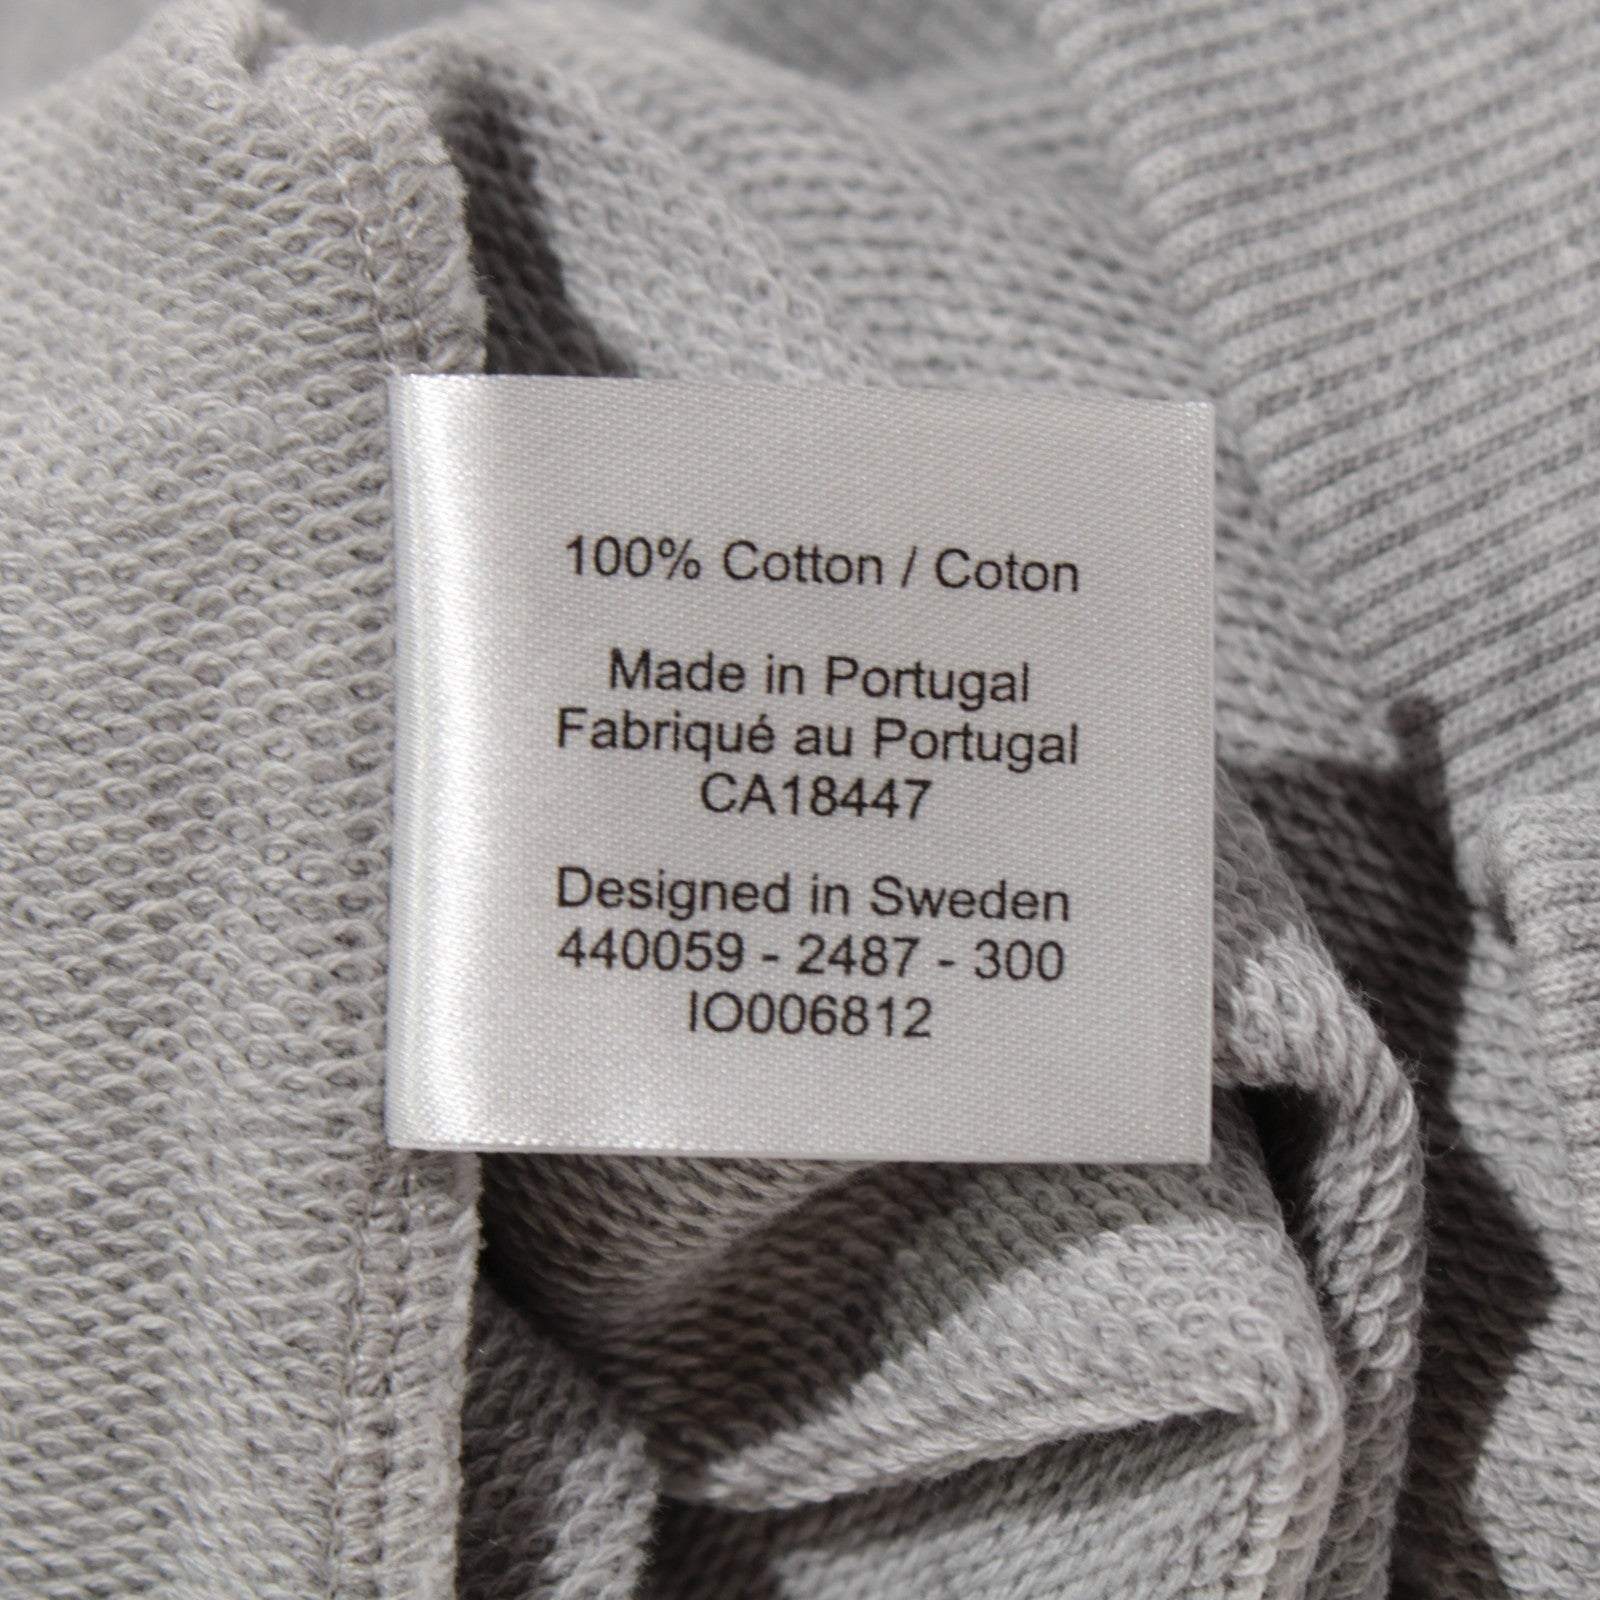 100% Cotton / Coton
Made in Portugal
Fabriqué au Portugal
CA18447
Designed in Sweden
440059 - 2487 - 300
IO006812